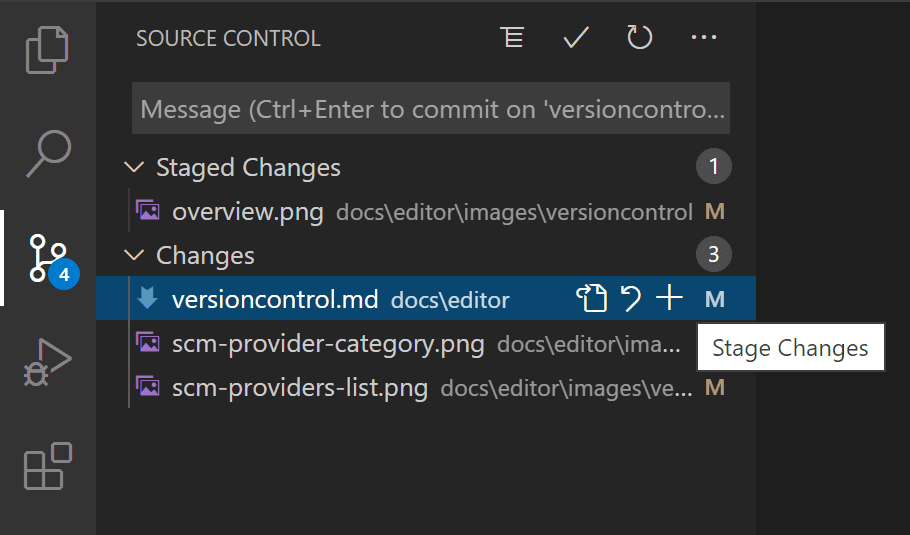 SOURCE CONTROL
Message (Ctrl+Enter to commit on 'versioncontro...
Staged Changes 1
overview.png docs\editor\images\versioncontrol M
Changes 3
4
versioncontrol.md docs\editor M
scm-provider-category.png docs\editor\ima...
Stage Changes
scm-providers-list.png docs\editor\images\ve... M